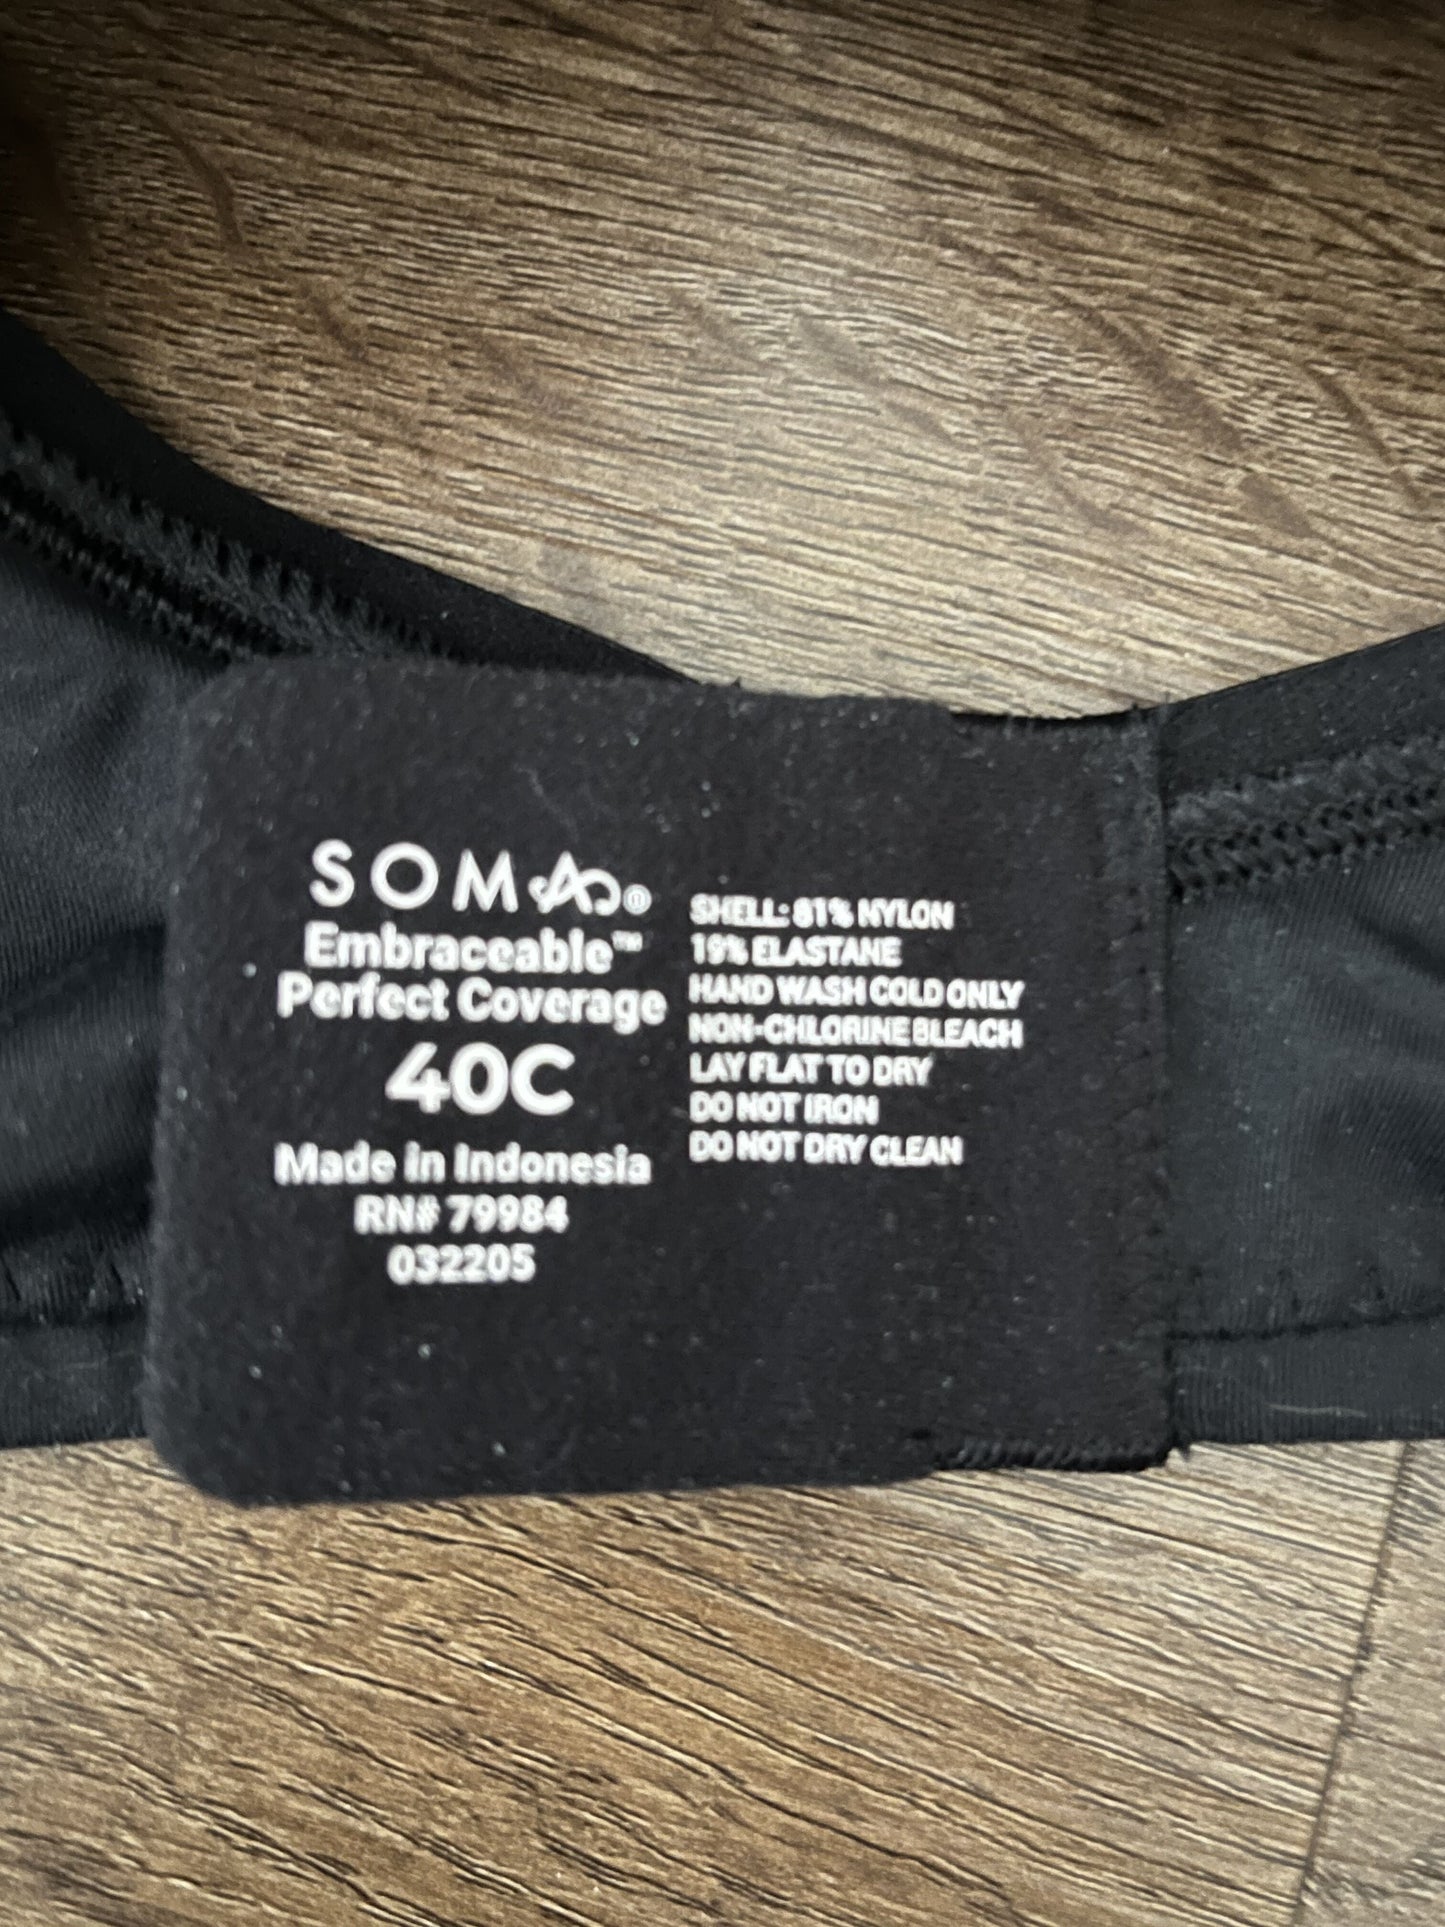 SOMA®
Embraceable™
Perfect Coverage
40C
Made in Indonesia
RN# 79984
032205
SHELL: 81% NYLON
19% ELASTANE
HAND WASH COLD ONLY
NON-CHLORINE BLEACH
LAY FLAT TO DRY
DO NOT IRON
DO NOT DRY CLEAN